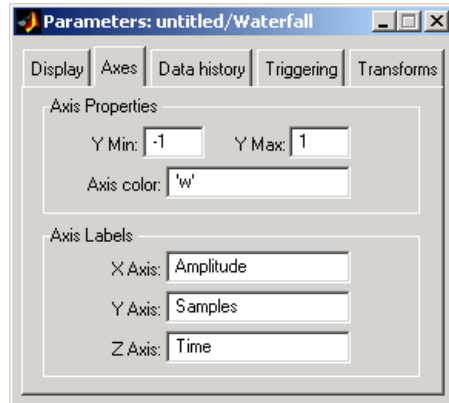 Parameters: untitled/Waterfall
Display Axes Data history Triggering Transforms
Axis Properties
Y Min: -1 Y Max: 1
Axis color: 'w'
Axis Labels
X Axis: Amplitude
Y Axis: Samples
Z Axis: Time